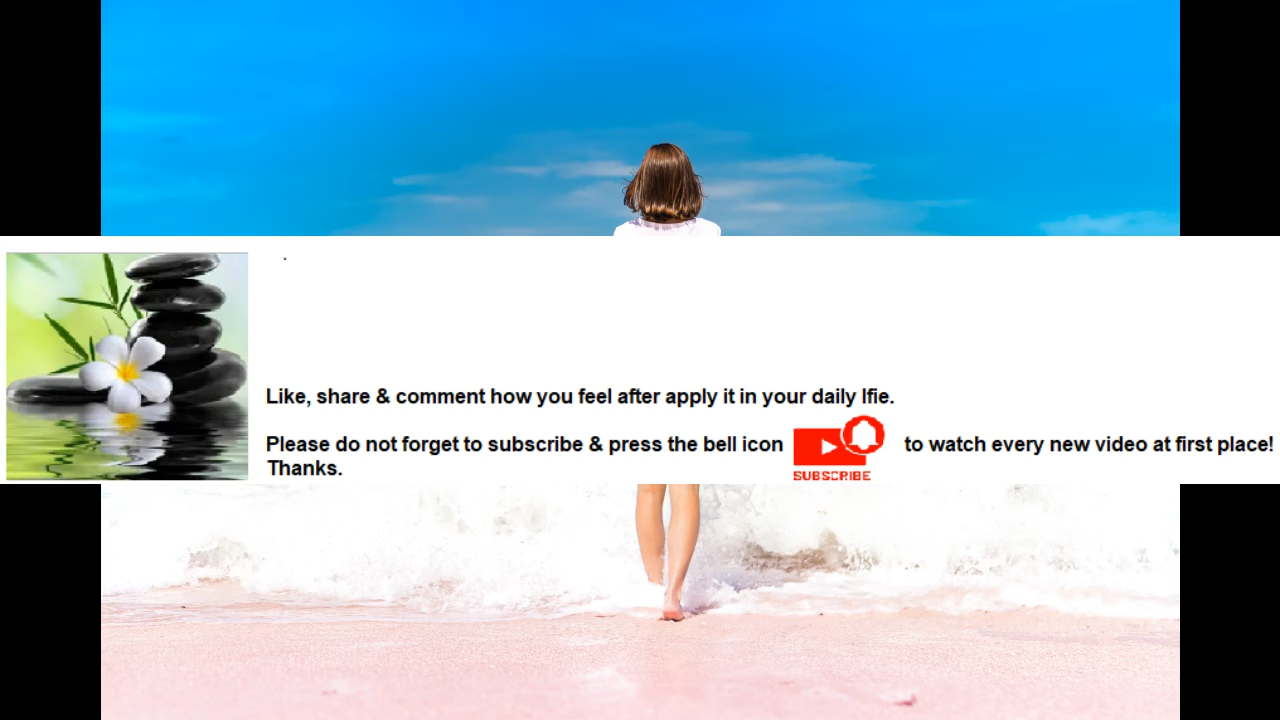 Like, share & comment how you feel after apply it in your daily lfie.
Please do not forget to subscribe & press the bell icon to watch every new video at first place!
SUBSCRIBE
Thanks.